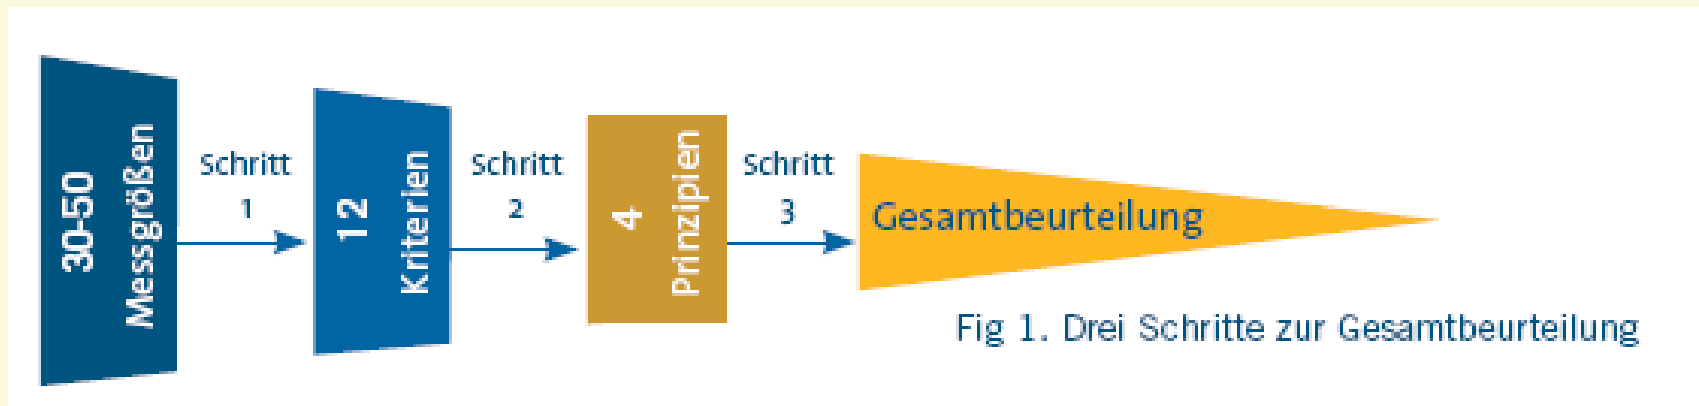 30-50
Messgrößen
Schritt
1
12
Kriterien
Schritt
2
4
Prinzipien
Schritt
3
Gesamtbeurteilung
Fig 1. Drei Schritte zur Gesamtbeurteilung